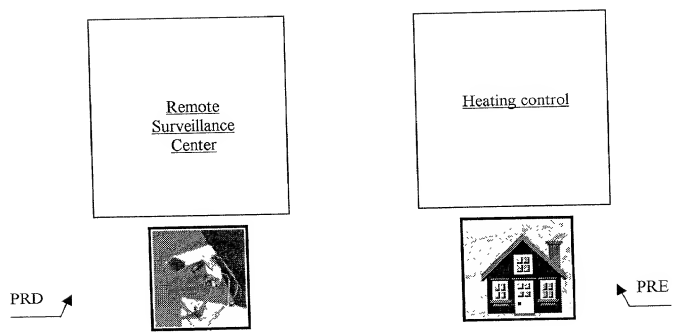 Remote
Surveillance
Center
Heating control
PRD
PRE